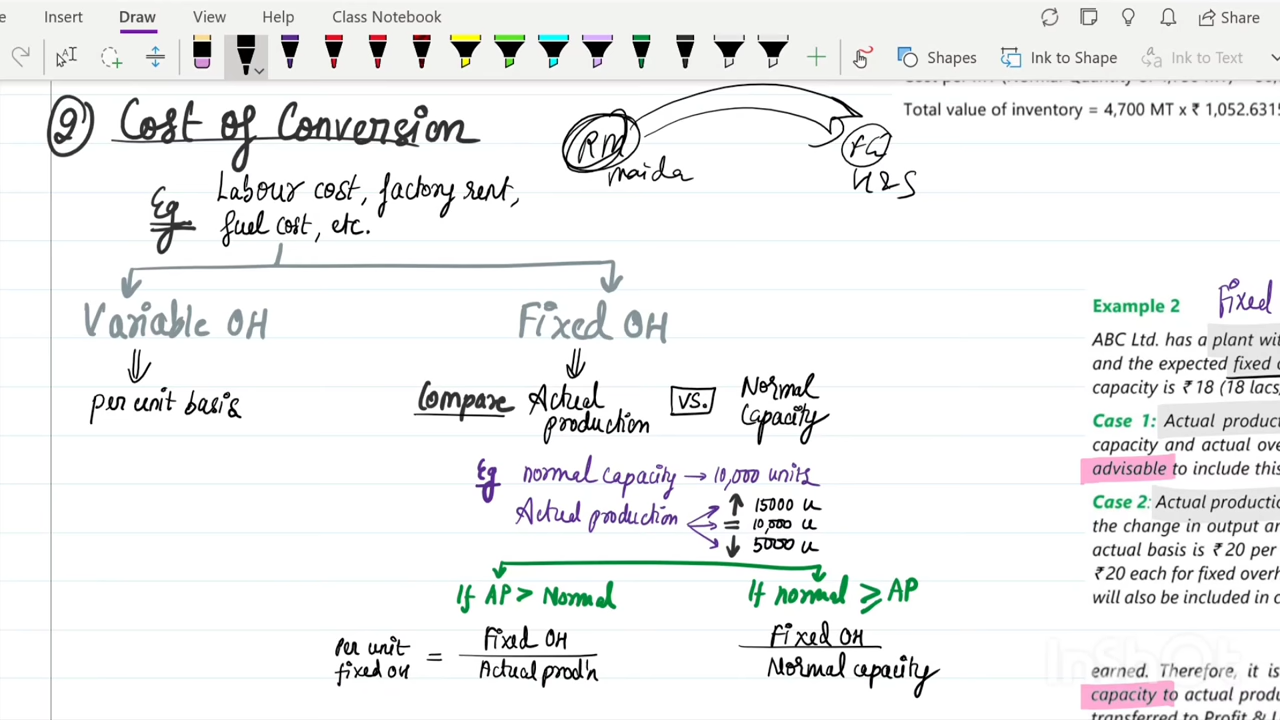 Insert Draw View Help Class Notebook Share
Shapes Ink to Shape Ink to Text
Total value of inventory = 4,700 MT x ₹ 1,052.6315
② Cost of Conversion
RM
maida
FG
Eg Labour cost, factory rent,
fuel cost, etc.
Variable OH
Fixed OH
per unit basis
Compare Actual production VS. Normal Capacity
Eg normal capacity → 10,000 units
Actual production ↑ 15000 u
= 10,000 u
↓ 5000 u
If AP > Normal
If normal ≥ AP
per unit fixed OH = Fixed OH
Actual prod'n
Fixed OH
Normal capacity
Example 2 Fixed
ABC Ltd. has a plant wit
and the expected fixed
capacity is ₹ 18 (18 lacs
Case 1: Actual product
capacity and actual ove
advisable to include this
Case 2: Actual productio
the change in output an
actual basis is ₹ 20 per
₹ 20 each for fixed overh
will also be included in c
earned. Therefore, it is
capacity to actual produ
transferred to Profit & L
InShOt